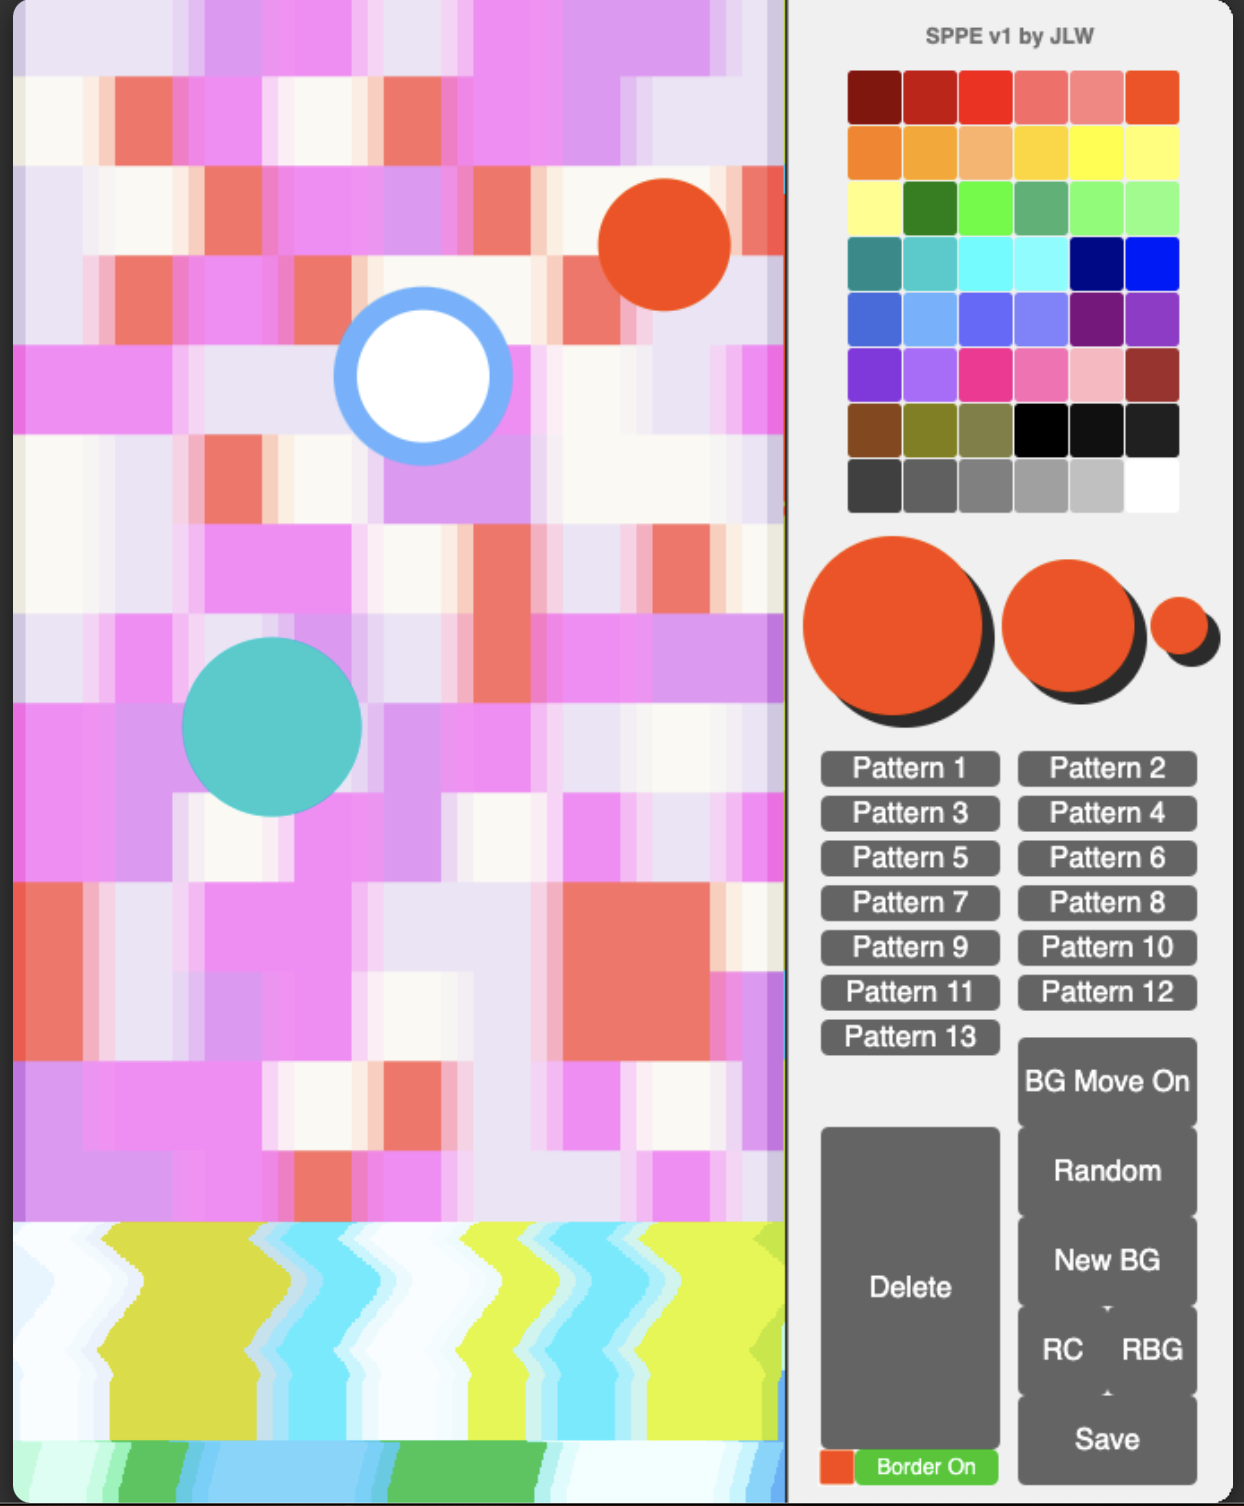 SPPE v1 by JLW
Pattern 1
Pattern 2
Pattern 3
Pattern 4
Pattern 5
Pattern 6
Pattern 7
Pattern 8
Pattern 9
Pattern 10
Pattern 11
Pattern 12
Pattern 13
BG Move On
Random
New BG
Delete
RC
RBG
Save
Border On